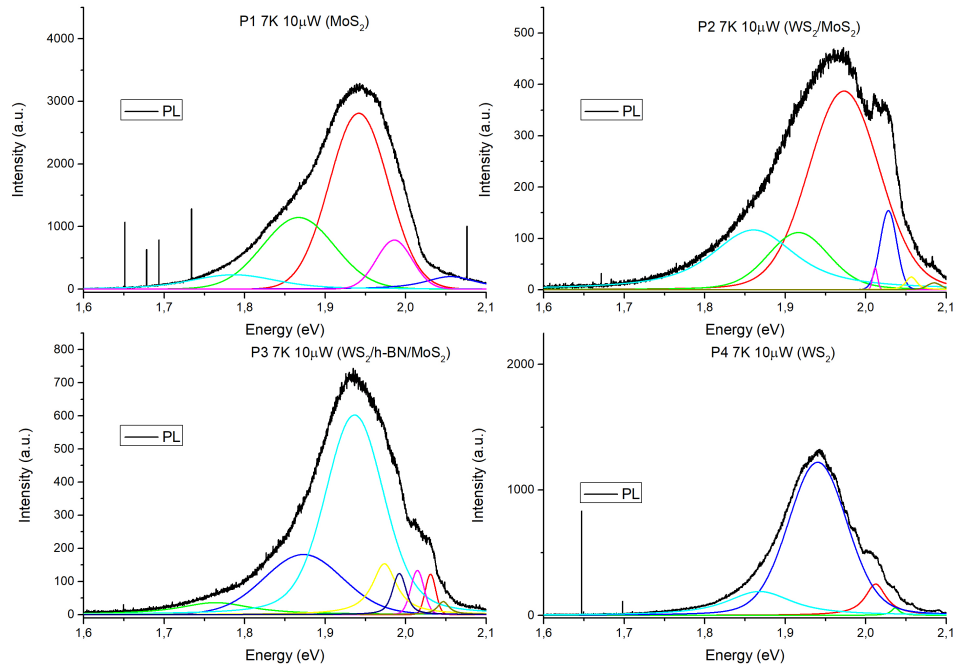 P1 7K 10μW (MoS₂)
PL
Intensity (a.u.)
0
1000
2000
3000
1,6
1,7
1,8
1,9
2,0
2,1
Energy (eV)
P2 7K 10μW (WS₂/MoS₂)
PL
Intensity (a.u.)
0
100
200
300
400
500
1,6
1,7
1,8
1,9
2,0
2,1
Energy (eV)
P3 7K 10μW (WS₂/h-BN/MoS₂)
PL
Intensity (a.u.)
0
100
200
300
400
500
600
700
800
1,6
1,7
1,8
1,9
2,0
2,1
Energy (eV)
P4 7K 10μW (WS₂)
PL
Intensity (a.u.)
0
1000
2000
1,6
1,7
1,8
1,9
2,0
2,1
Energy (eV)